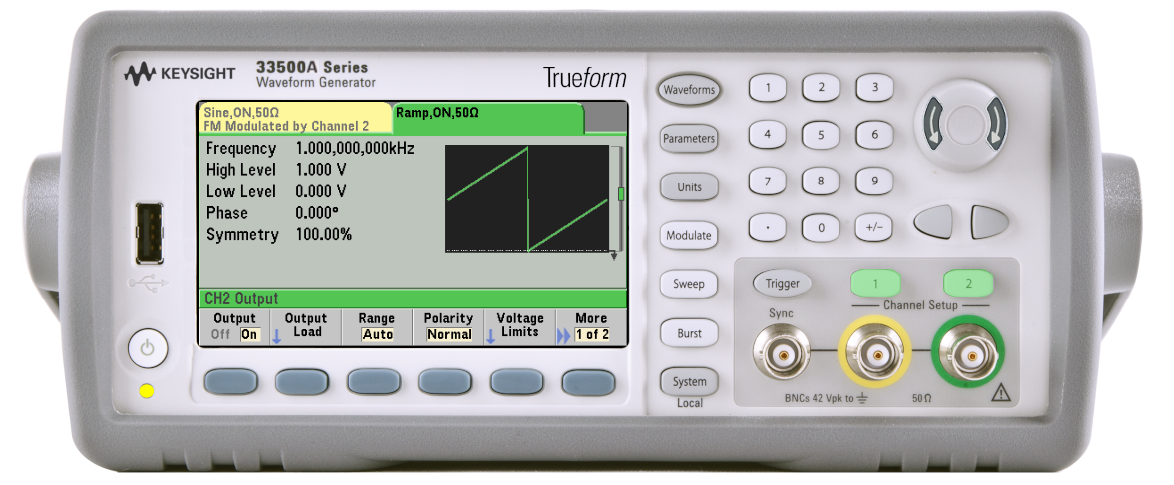 KEYSIGHT
33500A Series
Waveform Generator
Trueform
Sine,ON,50Ω
FM Modulated by Channel 2
Ramp,ON,50Ω
Frequency 1.000,000,000kHz
High Level 1.000 V
Low Level 0.000 V
Phase 0.000°
Symmetry 100.00%
CH2 Output
Output
Off On
Output
Load
Range
Auto
Polarity
Normal
Voltage
Limits
More
1 of 2
Waveforms
Parameters
Units
Modulate
Sweep
Burst
System
Local
1 2 3
4 5 6
7 8 9
. 0 +/−
Trigger
1
2
Channel Setup
Sync
BNCs 42 Vpk to
50 Ω